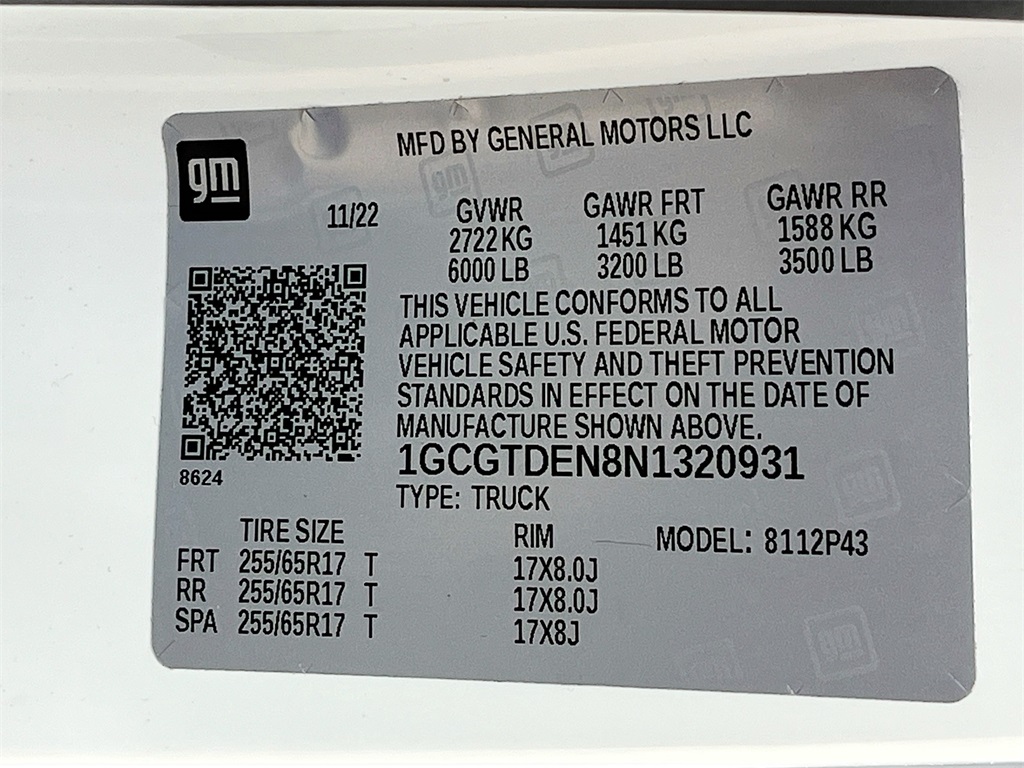 MFD BY GENERAL MOTORS LLC
gm
11/22 GVWR GAWR FRT GAWR RR
2722 KG 1451 KG 1588 KG
6000 LB 3200 LB 3500 LB
THIS VEHICLE CONFORMS TO ALL
APPLICABLE U.S. FEDERAL MOTOR
VEHICLE SAFETY AND THEFT PREVENTION
STANDARDS IN EFFECT ON THE DATE OF
MANUFACTURE SHOWN ABOVE.
1GCGTDEN8N1320931
8624
TYPE: TRUCK
TIRE SIZE RIM MODEL: 8112P43
FRT 255/65R17 T 17X8.0J
RR 255/65R17 T 17X8.0J
SPA 255/65R17 T 17X8J